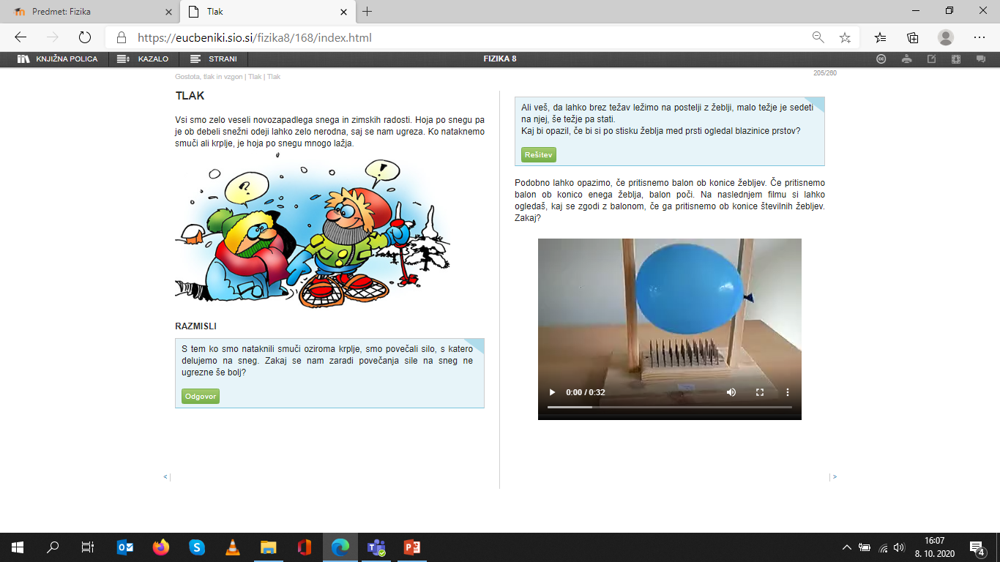 Predmet: Fizika
Tlak
https://eucbeniki.sio.si/fizika8/168/index.html
KNJIŽNA POLICA
KAZALO
STRANI
FIZIKA 8
Gostota, tlak in vzgon | Tlak | Tlak
205/260
TLAK
Vsi smo zelo veseli novozapadlega snega in zimskih radosti. Hoja po snegu pa
je ob debeli snežni odeji lahko zelo nerodna, saj se nam ugreza. Ko nataknemo
smuči ali krplje, je hoja po snegu mnogo lažja.
?
!
RAZMISLI
S tem ko smo nataknili smuči oziroma krplje, smo povečali silo, s katero
delujemo na sneg. Zakaj se nam zaradi povečanja sile na sneg ne
ugrezne še bolj?
Odgovor
< |
Ali veš, da lahko brez težav ležimo na postelji z žeblji, malo težje je sedeti
na njej, še težje pa stati.
Kaj bi opazil, če bi si po stisku žeblja med prsti ogledal blazinice prstov?
Rešitev
Podobno lahko opazimo, če pritisnemo balon ob konice žebljev. Če pritisnemo
balon ob konico enega žeblja, balon poči. Na naslednjem filmu si lahko
ogledaš, kaj se zgodi z balonom, če ga pritisnemo ob konice številnih žebljev.
Zakaj?
0:00 / 0:32
| >
16:07
8. 10. 2020
4